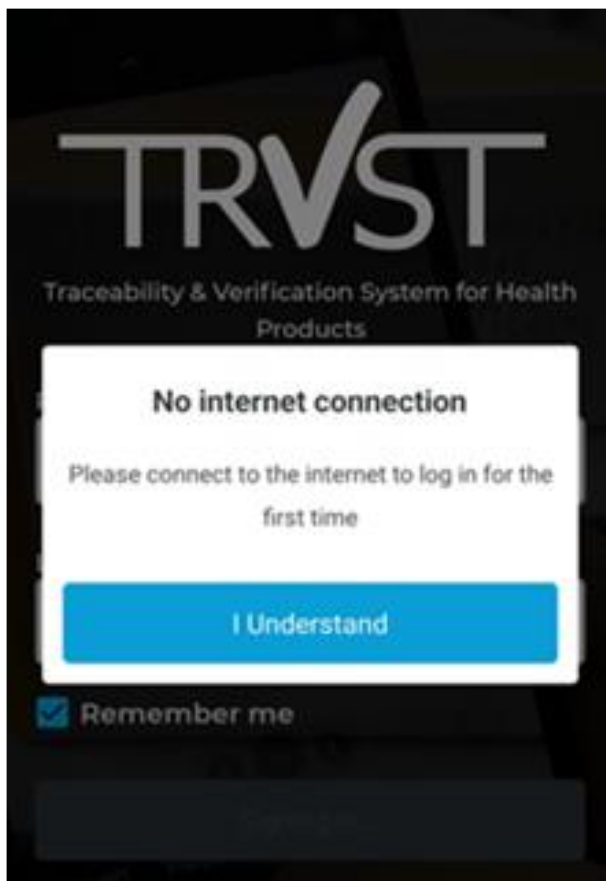 TRVST
Traceability & Verification System for Health
Products
No internet connection
Please connect to the internet to log in for the
first time
I Understand
Remember me